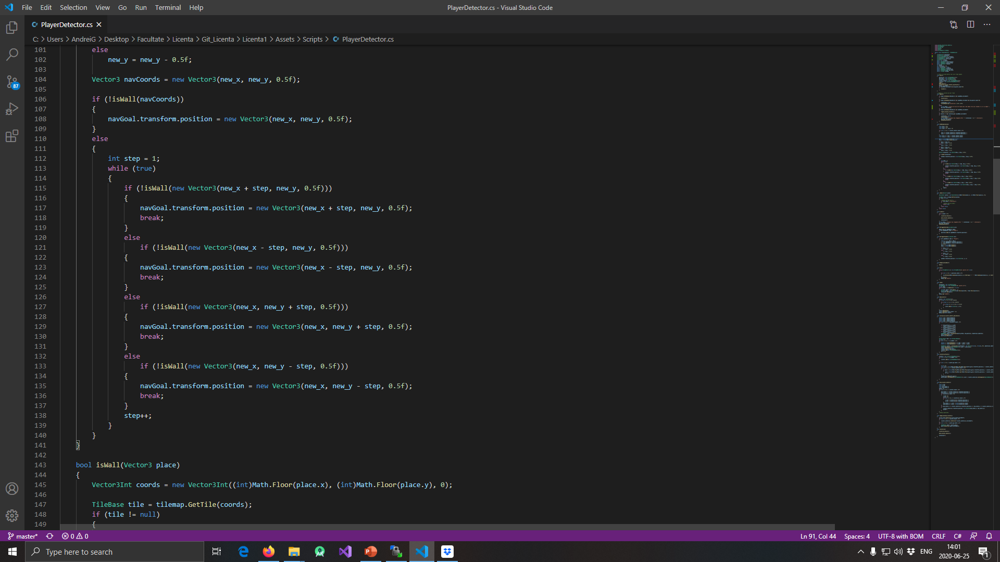 File Edit Selection View Go Run Terminal Help
PlayerDetector.cs - Visual Studio Code
PlayerDetector.cs
C: > Users > AndreiG > Desktop > Facultate > Licenta > Git_Licenta > Licenta1 > Assets > Scripts > PlayerDetector.cs
101 else
102 new_y = new_y - 0.5f;
103
104 Vector3 navCoords = new Vector3(new_x, new_y, 0.5f);
105
106 if (!isWall(navCoords))
107 {
108 navGoal.transform.position = new Vector3(new_x, new_y, 0.5f);
109 }
110 else
111 {
112 int step = 1;
113 while (true)
114 {
115 if (!isWall(new Vector3(new_x + step, new_y, 0.5f)))
116 {
117 navGoal.transform.position = new Vector3(new_x + step, new_y, 0.5f);
118 break;
119 }
120 else
121 if (!isWall(new Vector3(new_x - step, new_y, 0.5f)))
122 {
123 navGoal.transform.position = new Vector3(new_x - step, new_y, 0.5f);
124 break;
125 }
126 else
127 if (!isWall(new Vector3(new_x, new_y + step, 0.5f)))
128 {
129 navGoal.transform.position = new Vector3(new_x, new_y + step, 0.5f);
130 break;
131 }
132 else
133 if (!isWall(new Vector3(new_x, new_y - step, 0.5f)))
134 {
135 navGoal.transform.position = new Vector3(new_x, new_y - step, 0.5f);
136 break;
137 }
138 step++;
139 }
140 }
141 }
142
143 bool isWall(Vector3 place)
144 {
145 Vector3Int coords = new Vector3Int((int)Math.Floor(place.x), (int)Math.Floor(place.y), 0);
146
147 TileBase tile = tilemap.GetTile(coords);
148 if (tile != null)
149 {
87
master* 0 0
Ln 91, Col 44 Spaces: 4 UTF-8 with BOM CRLF C#
Type here to search
ENG
14:01
2020-06-25
1